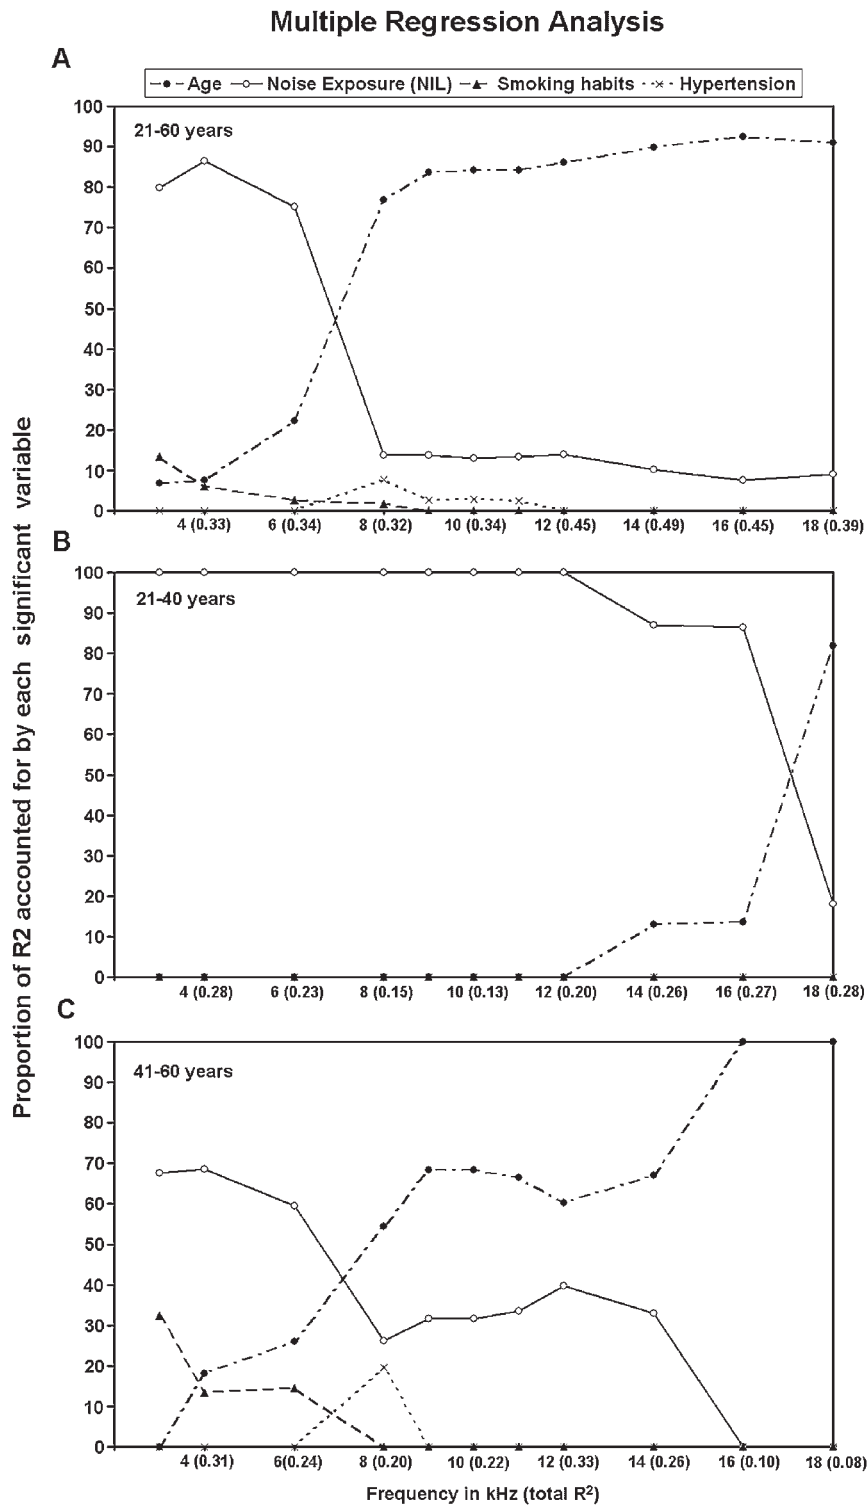 Multiple Regression Analysis
A
Age Noise Exposure (NIL) Smoking habits Hypertension
21-60 years
100
90
80
70
60
50
40
30
20
10
0
4 (0.33) 6 (0.34) 8 (0.32) 10 (0.34) 12 (0.45) 14 (0.49) 16 (0.45) 18 (0.39)
B
21-40 years
100
90
80
70
60
50
40
30
20
10
0
4 (0.28) 6 (0.23) 8 (0.15) 10 (0.13) 12 (0.20) 14 (0.26) 16 (0.27) 18 (0.28)
C
41-60 years
100
90
80
70
60
50
40
30
20
10
0
4 (0.31) 6(0.24) 8 (0.20) 10 (0.22) 12 (0.33) 14 (0.26) 16 (0.10) 18 (0.08)
Proportion of R2 accounted for by each significant variable
Frequency in kHz (total R²)